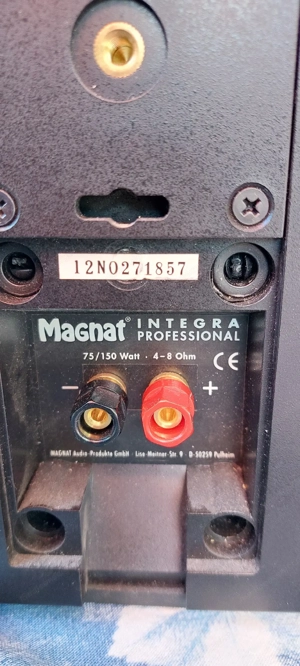 12N0271857
Magnat® INTEGRA
PROFESSIONAL
75/150 Watt · 4–8 Ohm
CE
– +
MAGNAT Audio-Produkte GmbH · Lise-Meitner-Str. 9 · D-50259 Pulheim